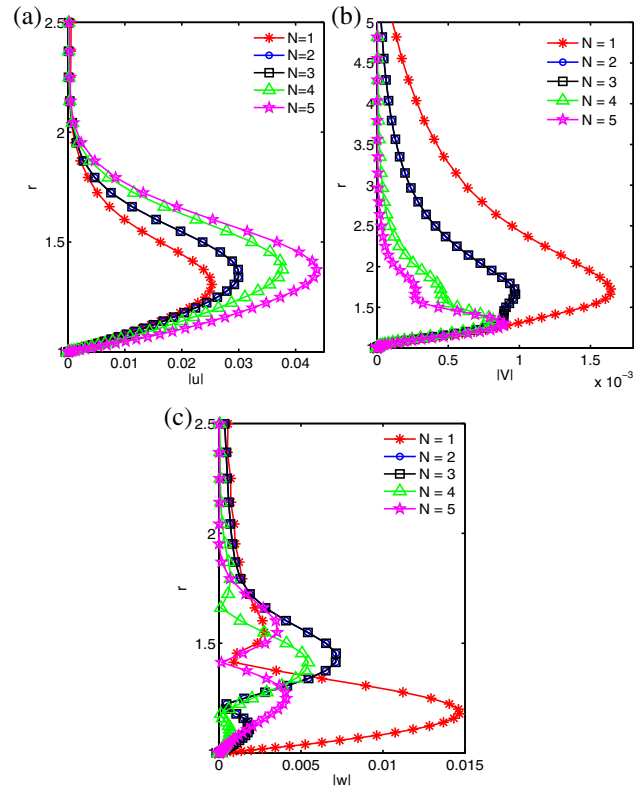 (a)
2.5
2
1.5
r
0
0.01
0.02
0.03
0.04
|u|
N=1
N=2
N=3
N=4
N=5
(b)
5
4.5
4
3.5
3
2.5
2
1.5
r
0
0.5
1
1.5
x 10⁻³
|V|
N = 1
N = 2
N = 3
N = 4
N = 5
(c)
2.5
2
1.5
r
0
0.005
0.01
0.015
|w|
N = 1
N = 2
N = 3
N = 4
N = 5